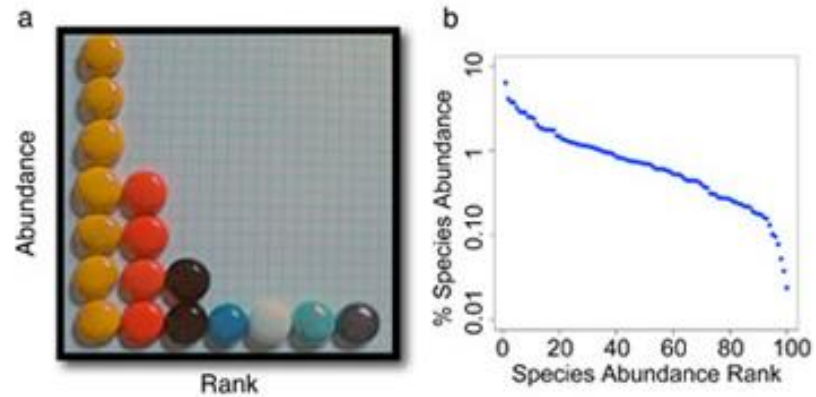 a
Abundance
Rank
b
% Species Abundance
10
1
0.10
0.01
0 20 40 60 80 100
Species Abundance Rank